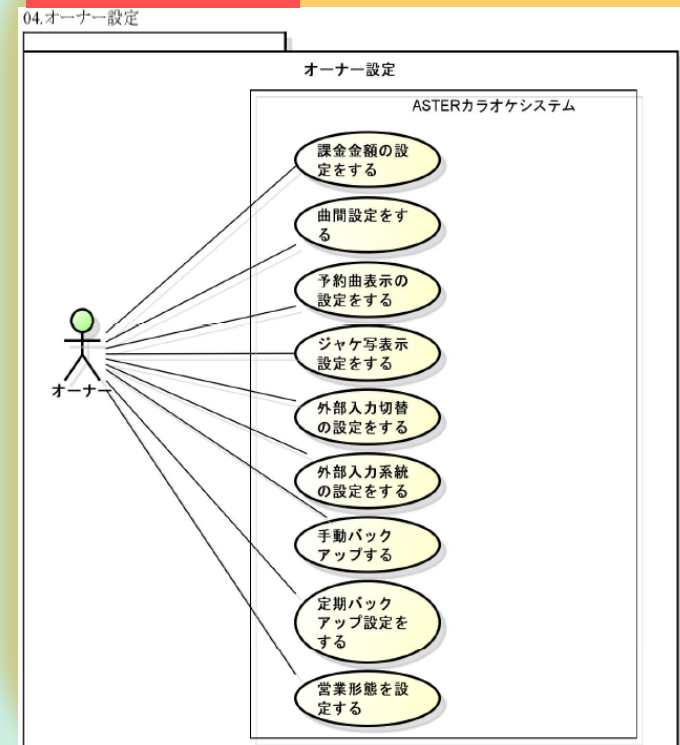 04.オーナー設定
オーナー設定
ASTERカラオケシステム
課金金額の設
定をする
曲間設定をす
る
予約曲表示の
設定をする
ジャケ写表示
設定をする
オーナー
外部入力切替
の設定をする
外部入力系統
の設定をする
手動バック
アップする
定期バック
アップ設定を
する
営業形態を設
定する